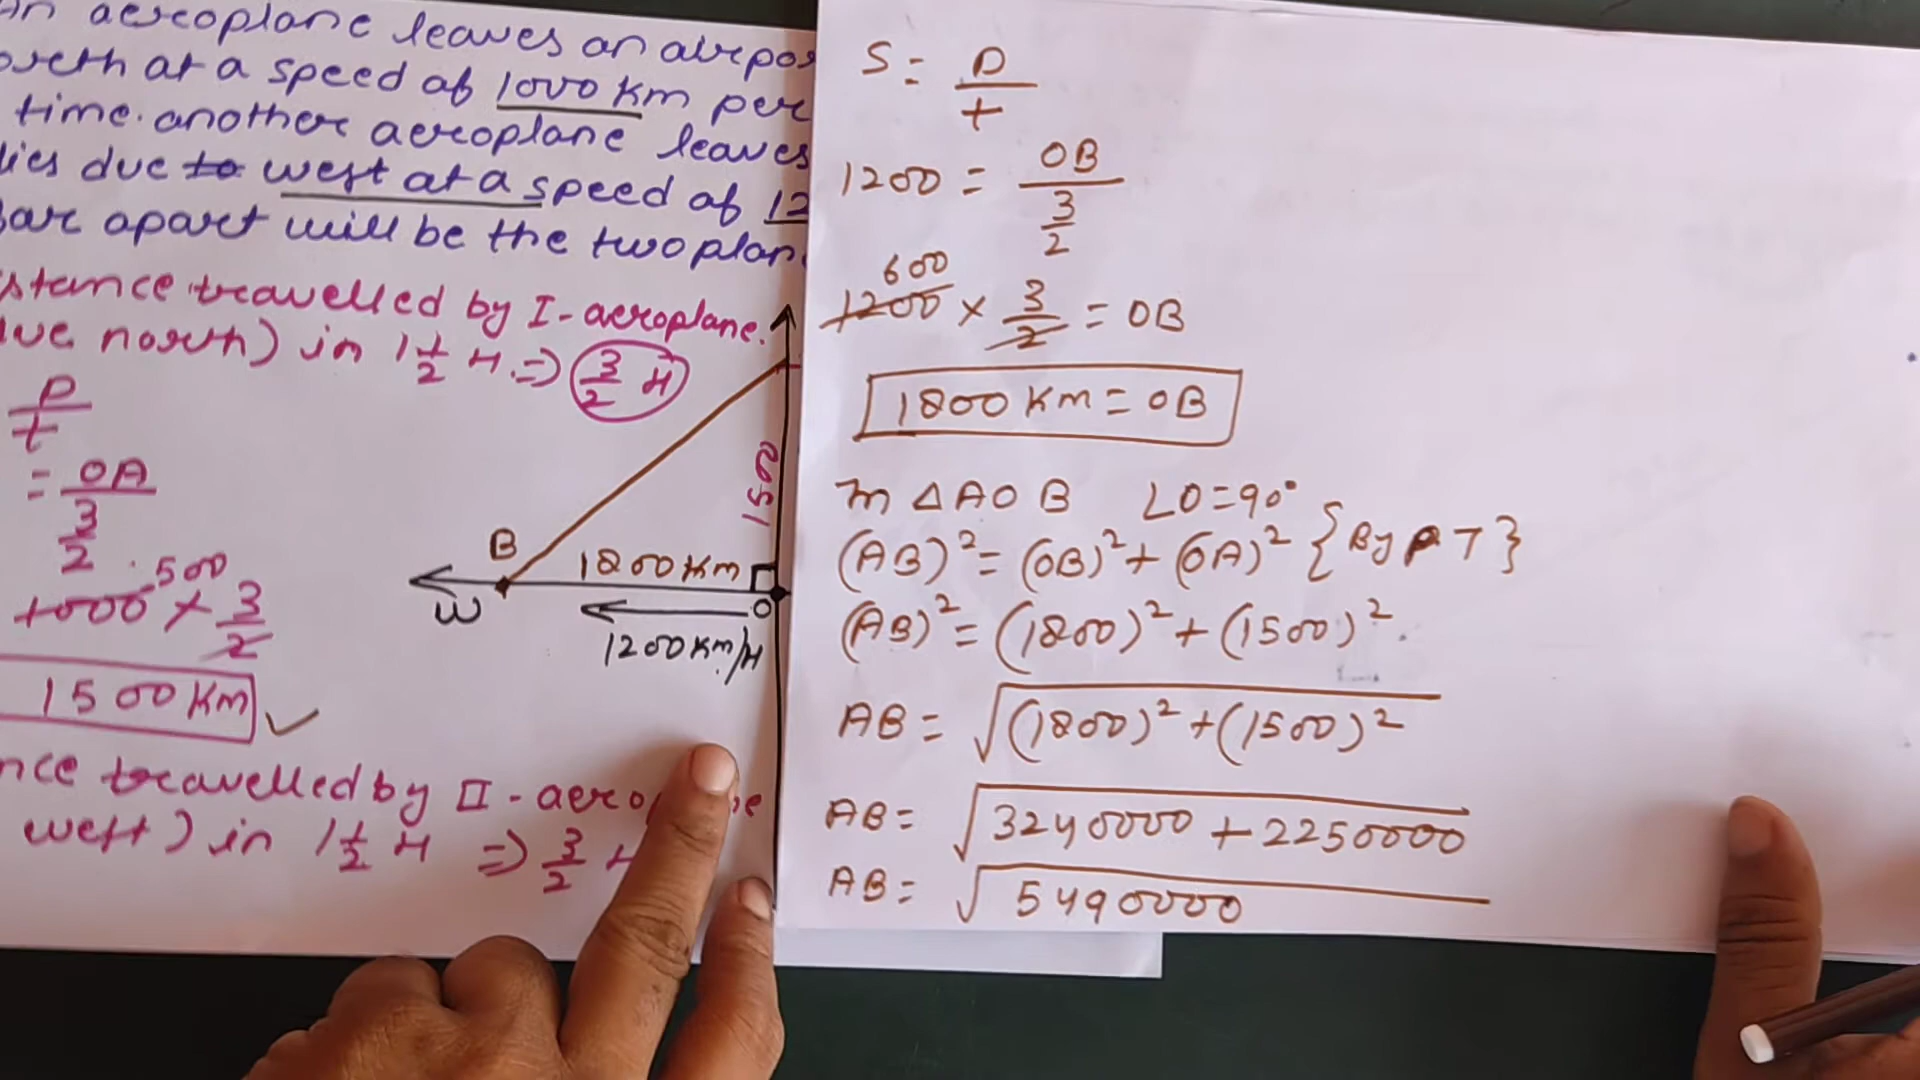 An aeroplane leaves an airpo
orth at a speed of 1000 Km per
time. another aeroplane leaves
lies due to west at a speed of 12
far apart will be the two plan
stance travelled by I - aeroplane.
due north) in 1 1/2 H. => 3/2 H
D/t
= OA / 3/2
500
1000 × 3/2
1500 Km ✓
nce travelled by II - aerop e
west) in 1 1/2 H => 3/2 H
1500
B
1800 Km
W
O
1200 Km/H
S = D/t
1200 = OB / 3/2
600
1200 × 3/2 = OB
1800 Km = OB
In △AOB ∠O = 90°
(AB)² = (OB)² + (OA)² {By PT}
(AB)² = (1800)² + (1500)².
AB = √(1800)² + (1500)²
AB = √3240000 + 2250000
AB = √5490000